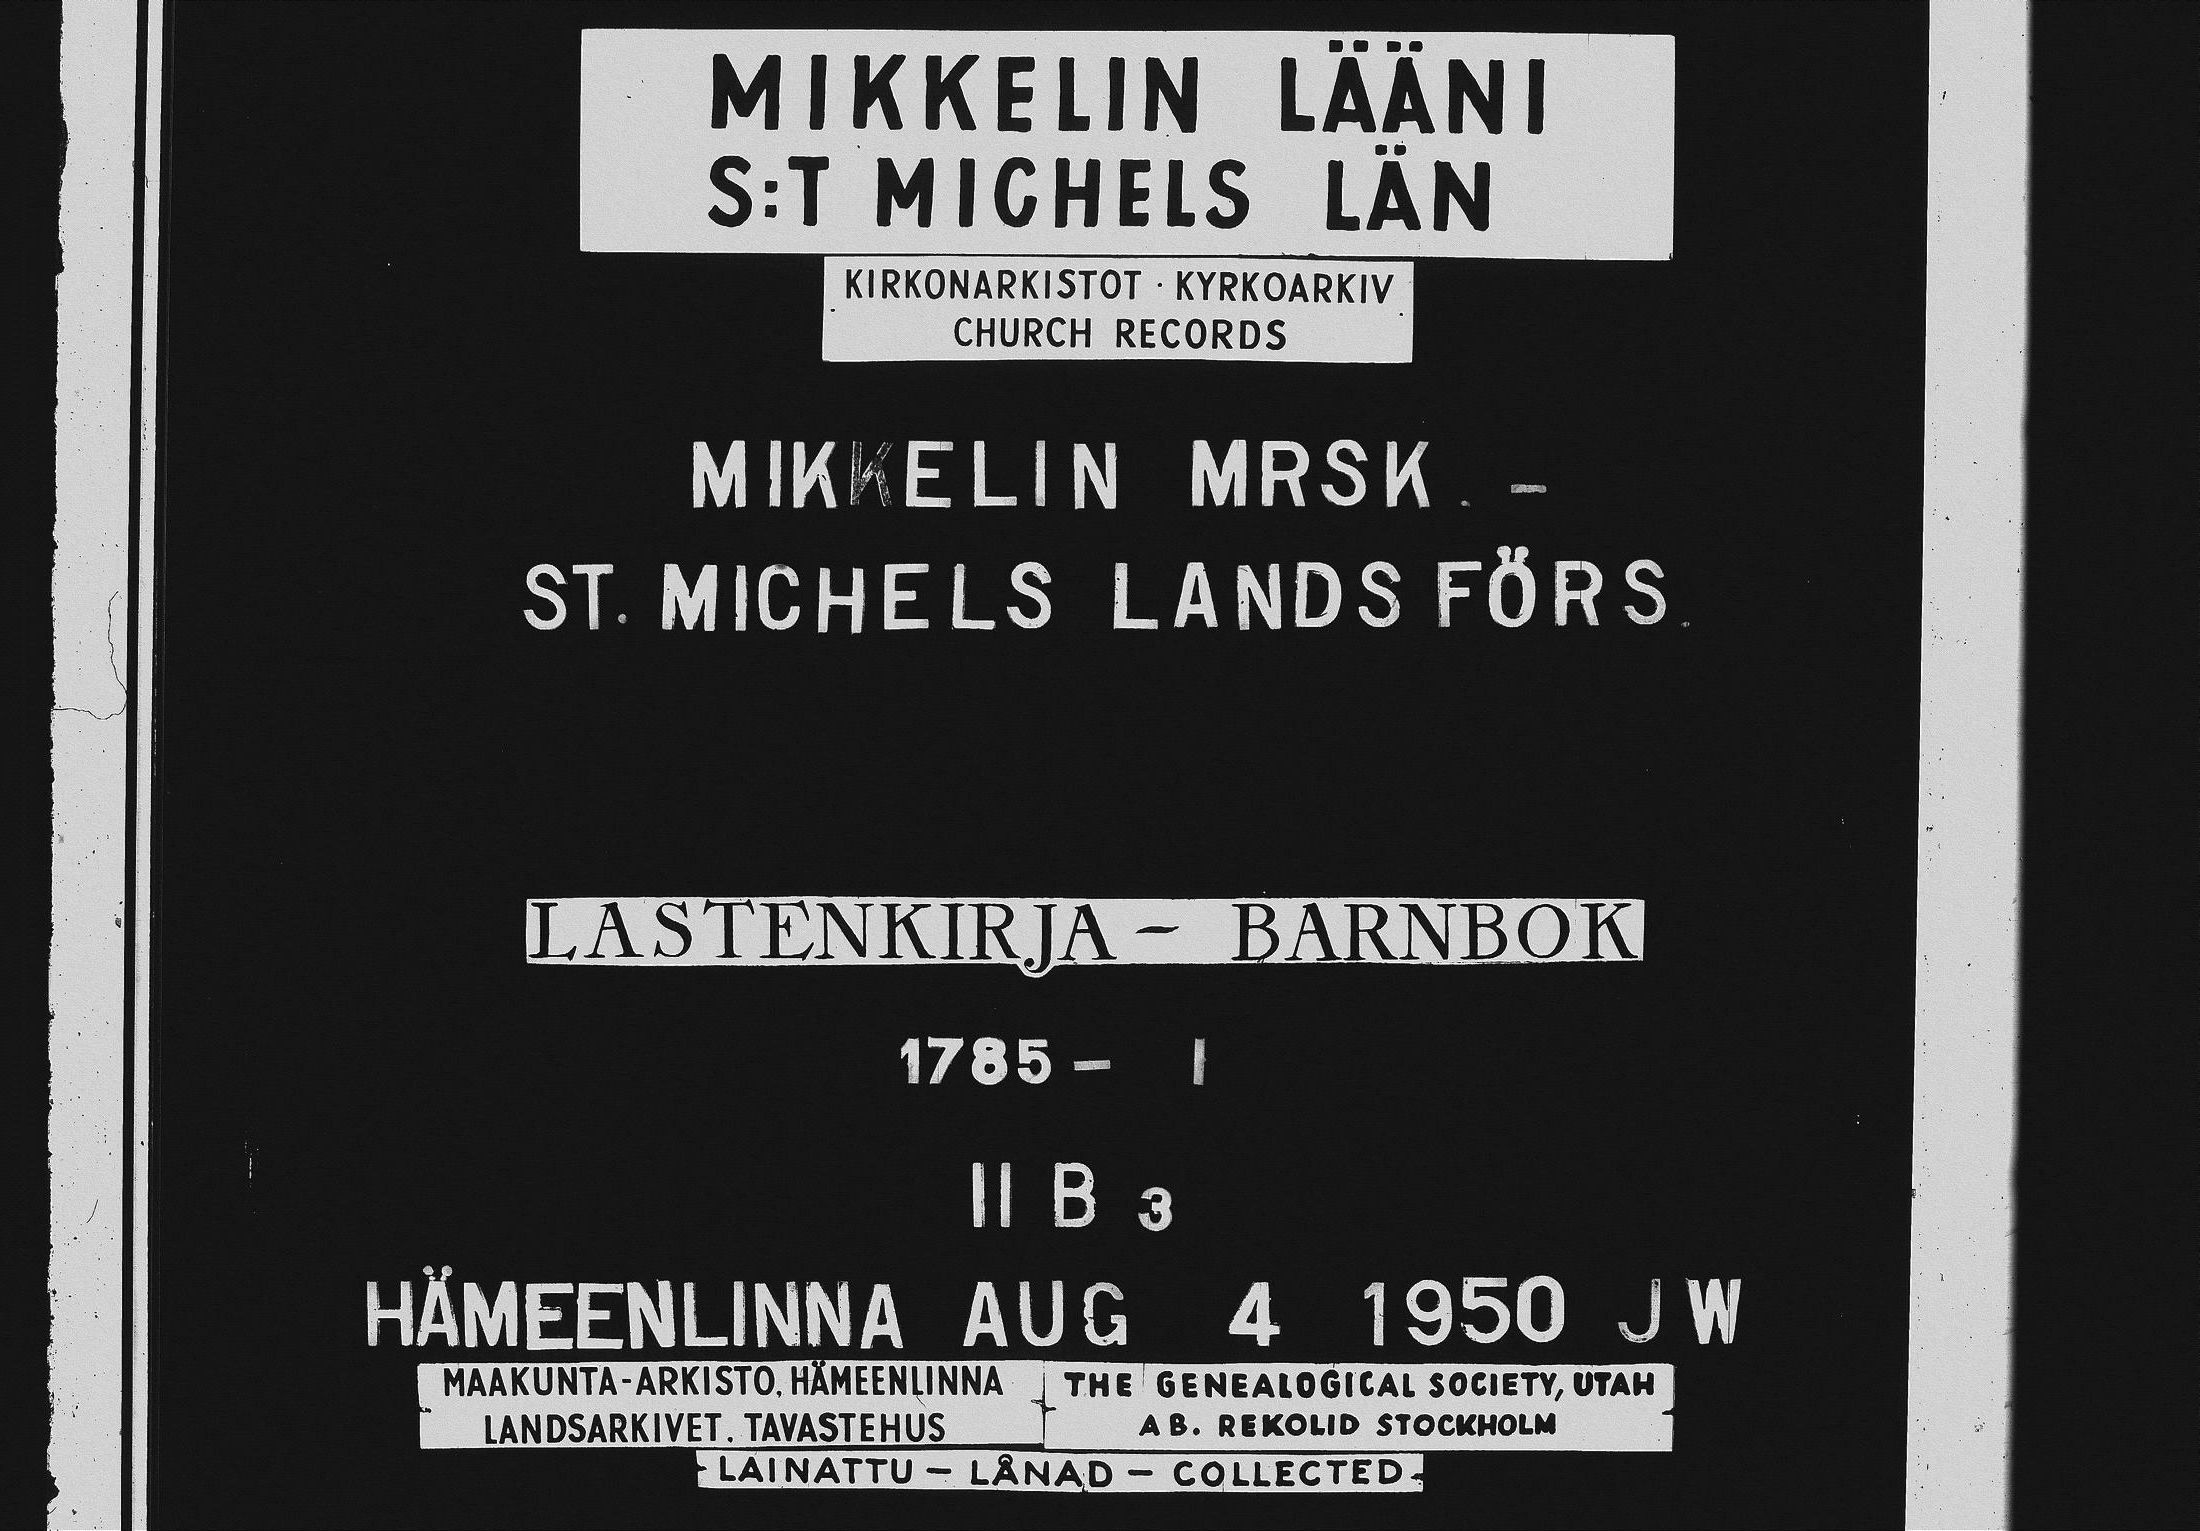 MIKKELIN LÄÄNI
S:T MICHELS LÄN
KIRKONARKISTOT · KYRKOARKIV
CHURCH RECORDS
MIKKELIN MRSK. –
ST. MICHELS LANDSFÖRS.
LASTENKIRJA – BARNBOK
1785 – I
II B 3
HÄMEENLINNA AUG 4 1950 JW
MAAKUNTA-ARKISTO, HÄMEENLINNA
LANDSARKIVET. TAVASTEHUS
THE GENEALOGICAL SOCIETY, UTAH
AB. REKOLID STOCKHOLM
LAINATTU – LÅNAD – COLLECTED